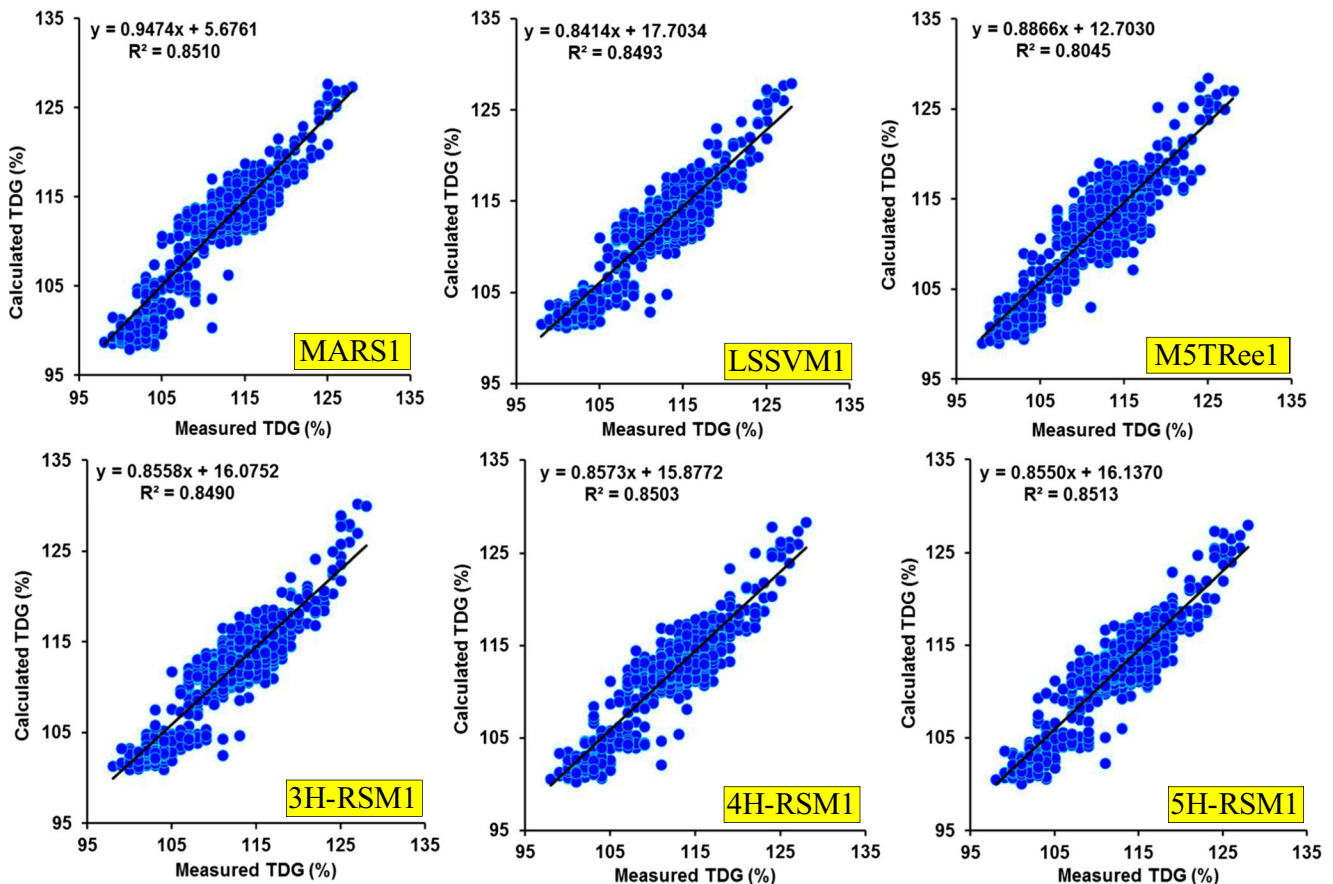 y = 0.9474x + 5.6761
R² = 0.8510
135
125
115
105
95
Calculated TDG (%)
95 105 115 125 135
Measured TDG (%)
MARS1
y = 0.8414x + 17.7034
R² = 0.8493
135
125
115
105
95
Calculated TDG (%)
95 105 115 125 135
Measured TDG (%)
LSSVM1
y = 0.8866x + 12.7030
R² = 0.8045
135
125
115
105
95
Calculated TDG (%)
95 105 115 125 135
Measured TDG (%)
M5TRee1
y = 0.8558x + 16.0752
R² = 0.8490
135
125
115
105
95
Calculated TDG (%)
95 105 115 125 135
Measured TDG (%)
3H-RSM1
y = 0.8573x + 15.8772
R² = 0.8503
135
125
115
105
95
Calculated TDG (%)
95 105 115 125 135
Measured TDG (%)
4H-RSM1
y = 0.8550x + 16.1370
R² = 0.8513
135
125
115
105
95
Calculated TDG (%)
95 105 115 125 135
Measured TDG (%)
5H-RSM1